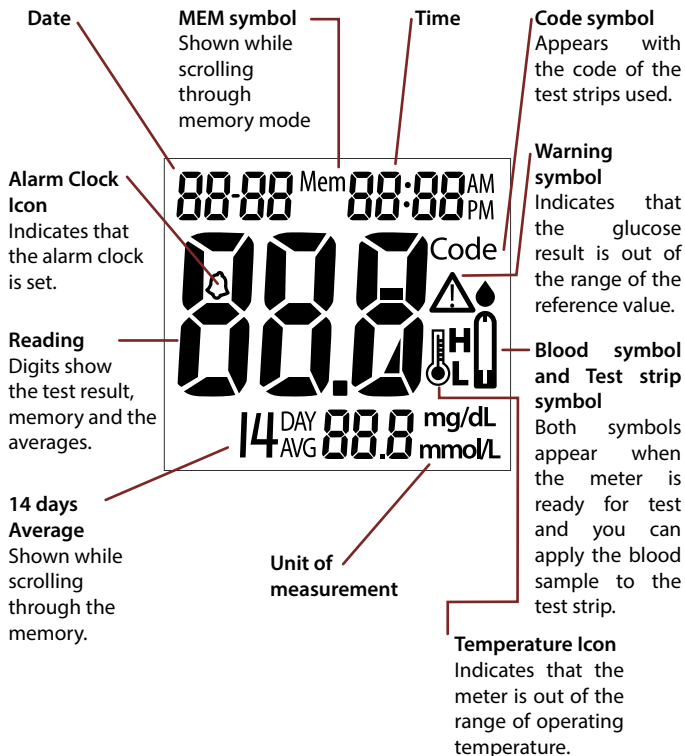 Date
MEM symbol
Shown while
scrolling
through
memory mode
Time
Code symbol
Appears with
the code of the
test strips used.
Alarm Clock
Icon
Indicates that
the alarm clock
is set.
Reading
Digits show
the test result,
memory and the
averages.
14 days
Average
Shown while
scrolling
through the
memory.
88-88 Mem 88:88 AM
PM
Code
88.8
H
L
14 DAY
AVG 88.8 mg/dL
mmol/L
Warning
symbol
Indicates that
the glucose
result is out of
the range of the
reference value.
Blood symbol
and Test strip
symbol
Both symbols
appear when
the meter is
ready for test
and you can
apply the blood
sample to the
test strip.
Unit of
measurement
Temperature Icon
Indicates that the
meter is out of the
range of operating
temperature.